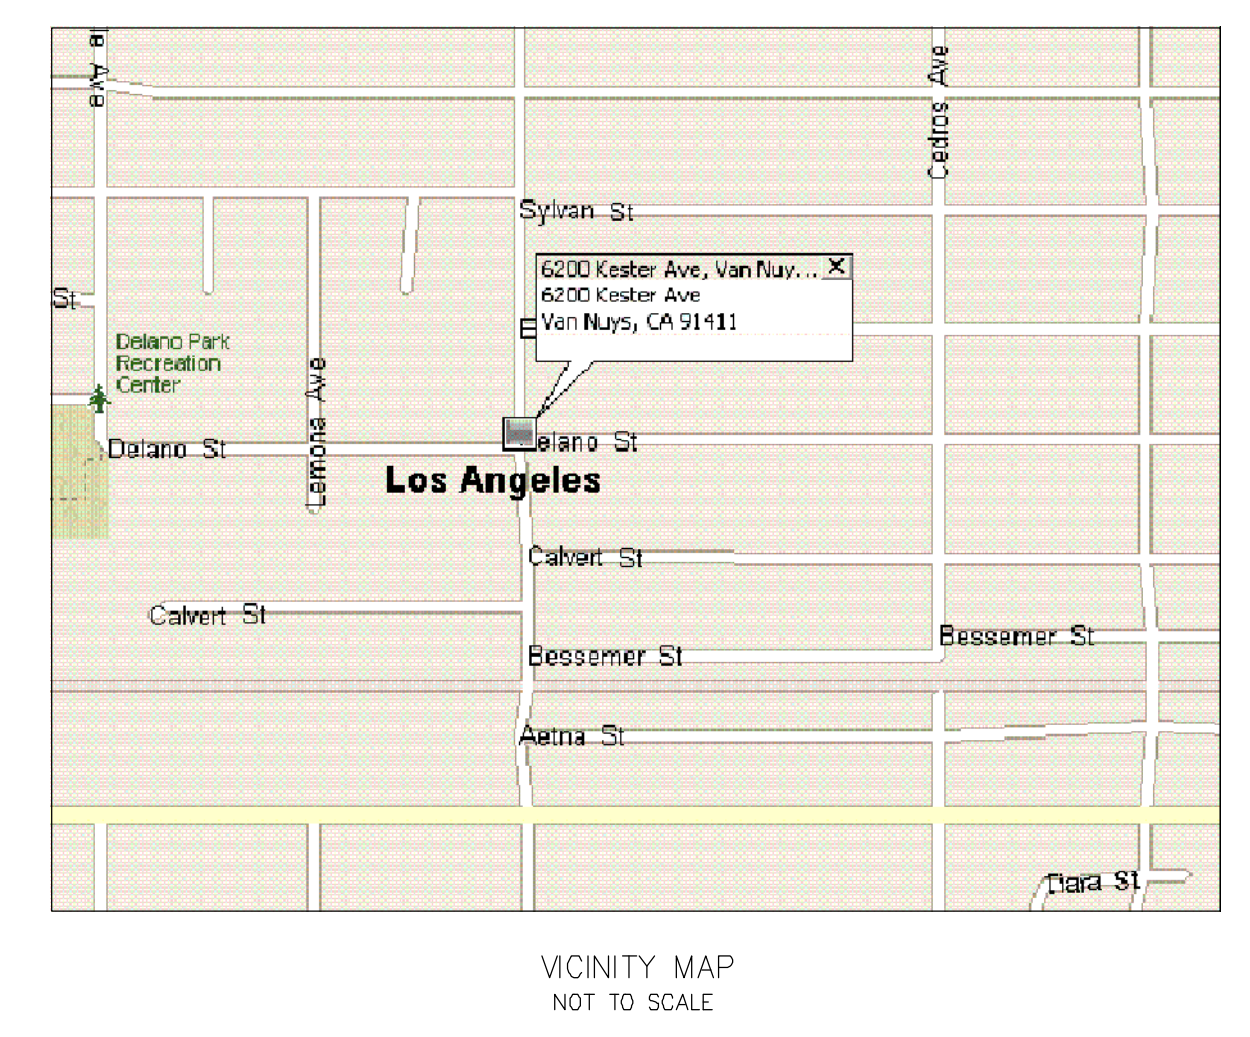 Ave
Cedros Ave
Sylvan St
6200 Kester Ave, Van Nuy...
6200 Kester Ave
Van Nuys, CA 91411
St
Delano Park
Recreation
Center
Lemona Ave
Delano St
elano St
Los Angeles
Calvert St
Calvert St
Bessemer St
Bessemer St
Aetna St
Tiara St
VICINITY MAP
NOT TO SCALE